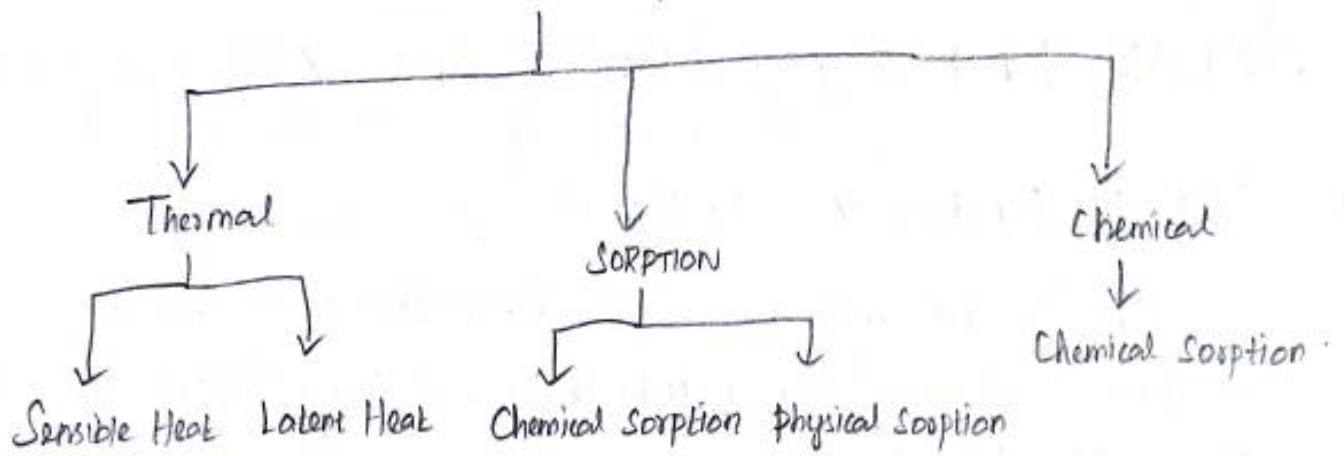 Thermal
SORPTION
Chemical
Sensible Heat
Latent Heat
Chemical Sorption
Physical Sorption
Chemical Sorption